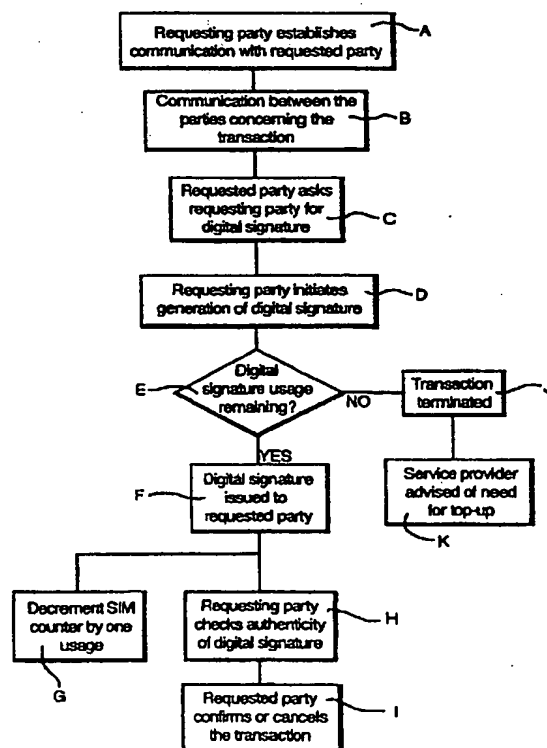 Requesting party establishes
communication with requested party
A
Communication between the
parties concerning the
transaction
B
Requested party asks
requesting party for
digital signature
C
Requesting party initiates
generation of digital signature
D
Digital
signature usage
remaining?
E
NO
Transaction
terminated
J
YES
Digital signature
issued to
requested party
F
Service provider
advised of need
for top-up
K
Decrement SIM
counter by one
usage
G
Requesting party
checks authenticity
of digital signature
H
Requested party
confirms or cancels
the transaction
I